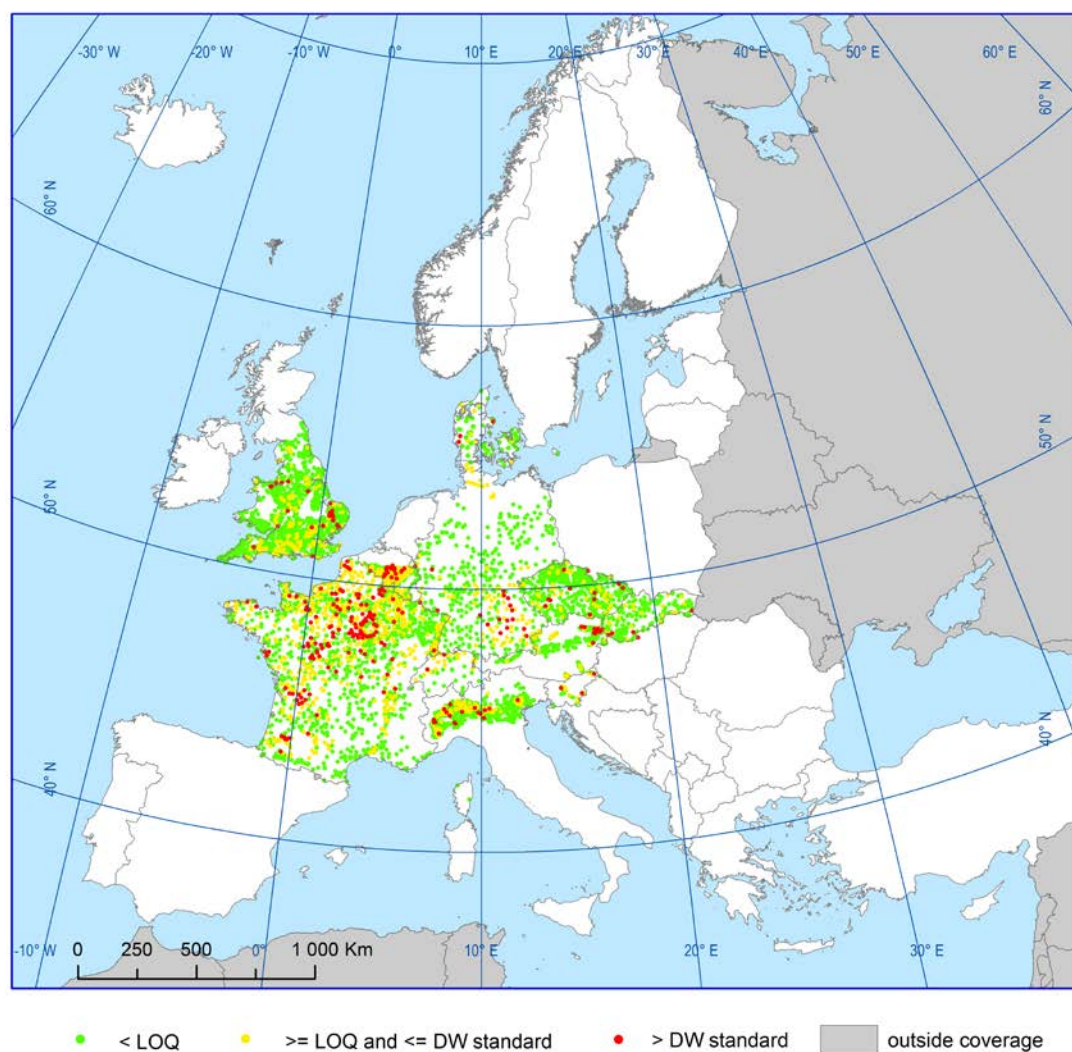 -30° W -20° W -10° W 0° 10° E 20° E 30° E 40° E 50° E 60° E
60° N
60° N
50° N
50° N
40° N
40° N
0 250 500 1 000 Km
-10° W 0° 10° E 20° E 30° E
< LOQ >= LOQ and <= DW standard > DW standard outside coverage